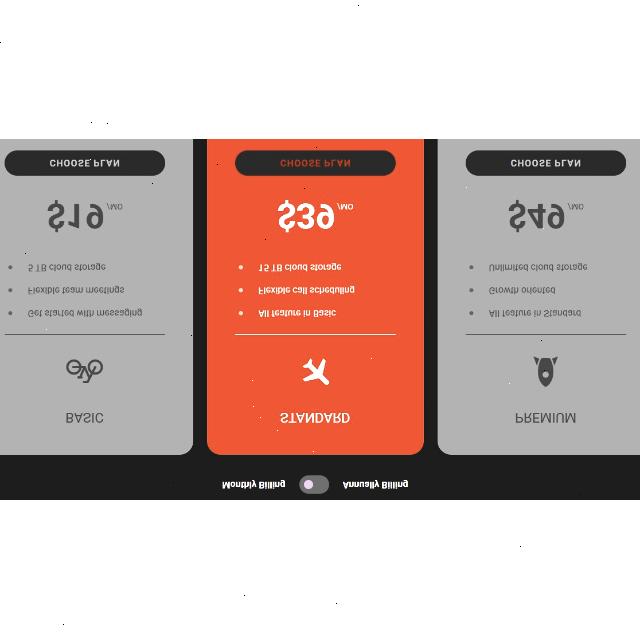 Monthly Billing
Annually Billing
BASIC
Get started with messaging
Flexible team meetings
5 TB cloud storage
$19 /MO
CHOOSE PLAN
STANDARD
All feature in Basic
Flexible call scheduling
15 TB cloud storage
$39 /MO
CHOOSE PLAN
PREMIUM
All feature in Standard
Growth oriented
Unlimited cloud storage
$49 /MO
CHOOSE PLAN